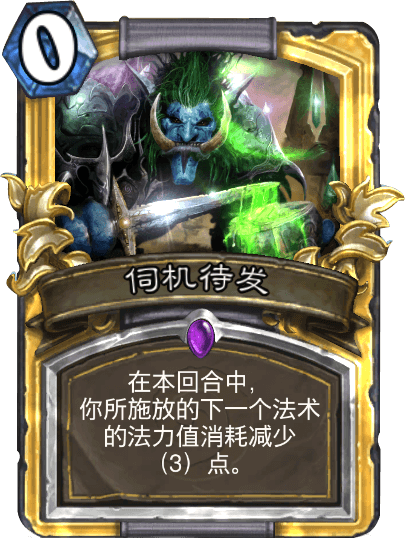 0
伺机待发
在本回合中,
你所施放的下一个法术
的法力值消耗减少
(3) 点。